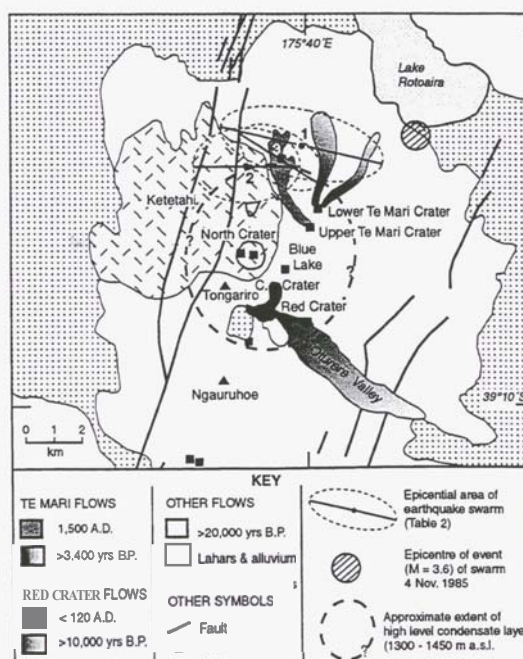 175°40'
Lake
Rotoaira
1
3
2
Ketetahi
?
Lower Te Mari Crater
Upper Te Mari Crater
North Crater
Blue
Lake
?
C. Crater
Tongariro
Red Crater
Valley
Ngauruhoe
39°10'S
0 1 2
km
KEY
TE MARI FLOWS
1,500 A.D.
>3,400 yrs B.P.
RED CRATER FLOWS
< 120 A.D.
>10,000 yrs B.P.
OTHER FLOWS
>20,000 yrs B.P.
Lahars & alluvium
OTHER SYMBOLS
Fault
Epicential area of
earthquake swarm
(Table 2)
Epicentre of event
(M = 3.6) of swarm
4 Nov. 1985
Approximate extent of
high level condensate laye
?
(1300 - 1450 m a.s.l.